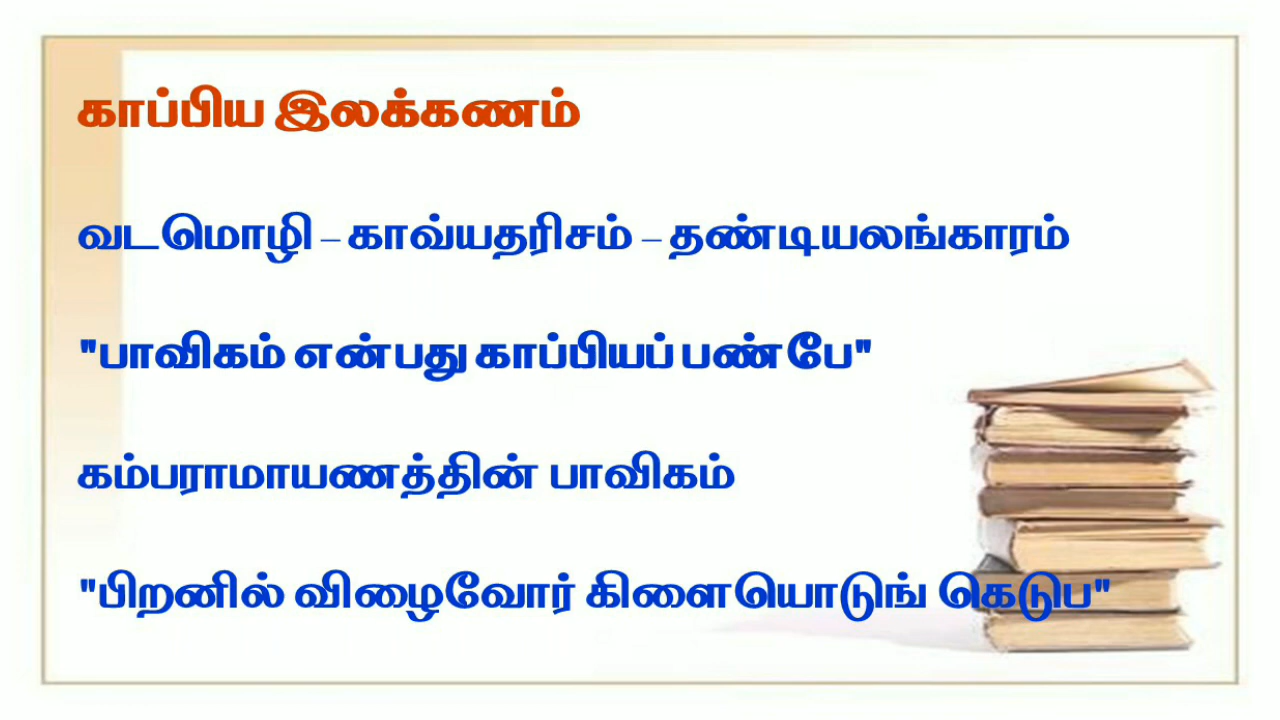 காப்பிய இலக்கணம்
வடமொழி – காவ்யதரிசம் – தண்டியலங்காரம்
"பாவிகம் என்பது காப்பியப் பண்பே"
கம்பராமாயணத்தின் பாவிகம்
"பிறனில் விழைவோர் கிளையொடுங் கெடுப"